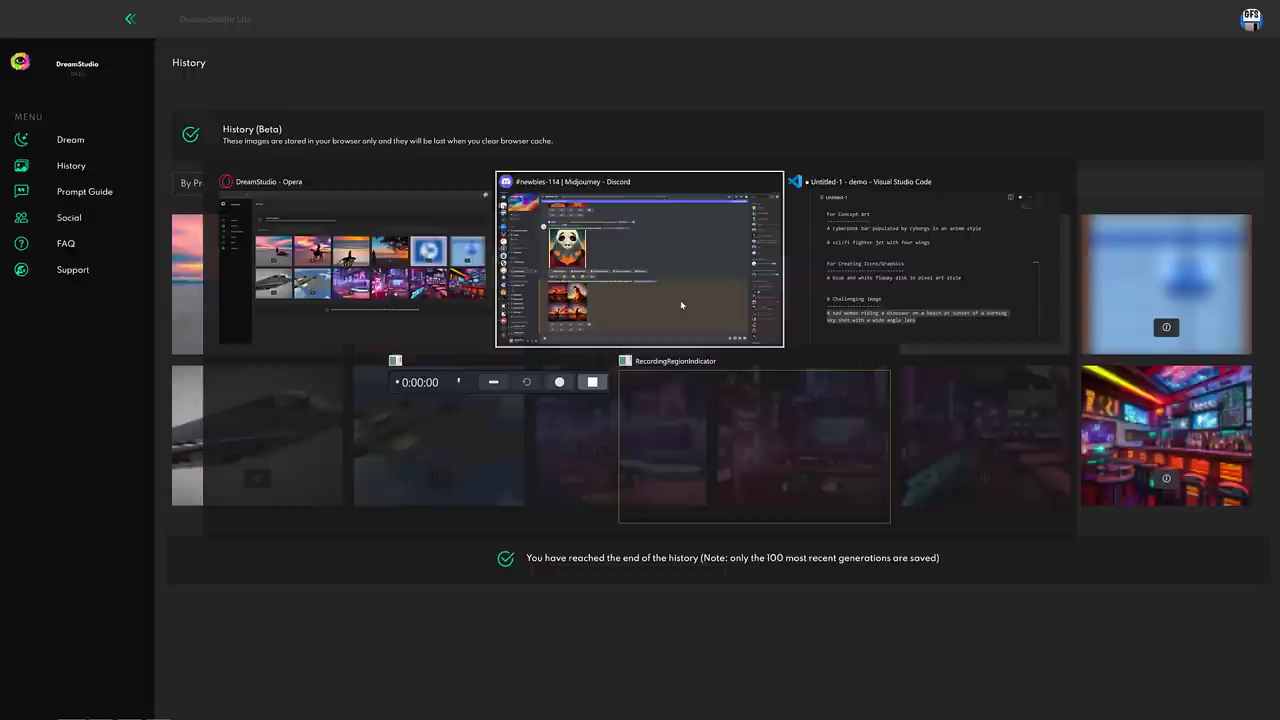 DreamStudio Lite
GFS
DreamStudio
History
MENU
Dream
History
Prompt Guide
Social
FAQ
Support
History (Beta)
These images are stored in your browser only and they will be lost when you clear browser cache.
By Pr
DreamStudio - Opera
#newbies-114 | Midjourney - Discord
● Untitled-1 - demo - Visual Studio Code
Untitled-1
For Concept Art
A cyberpunk bar populated by cyborgs in an anime style
A sci/fi fighter jet with four wings
For Creating Icons/Graphics
A blue and white floppy disk in pixel art style
A Challenging Image
A sad woman riding a dinosaur on a beach at sunset of a burning
sky shot with a wide angle lens
RecordingRegionIndicator
0:00:00
You have reached the end of the history (Note: only the 100 most recent generations are saved)